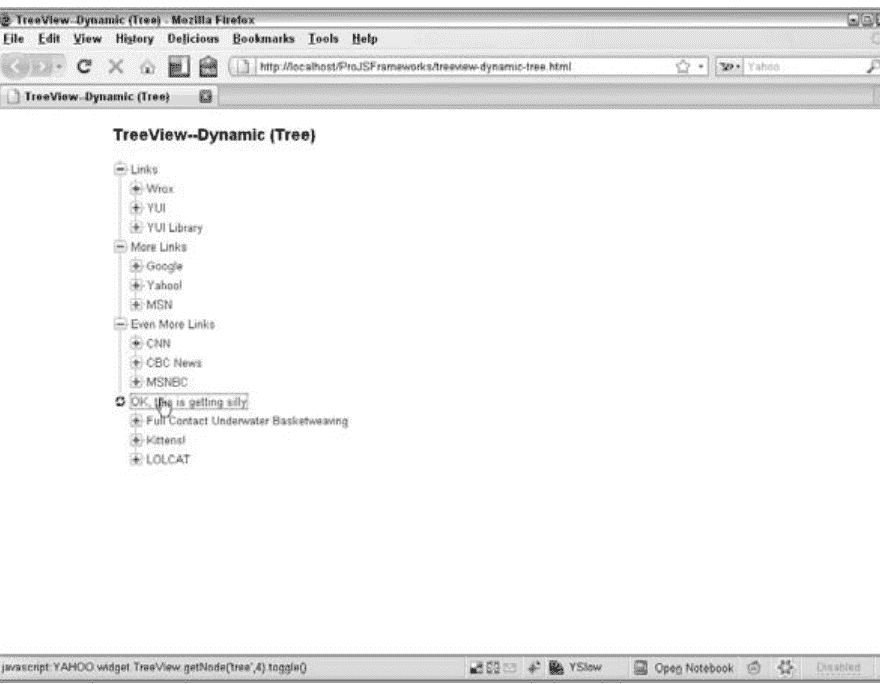 TreeView--Dynamic (Tree) - Mozilla Firefox
File Edit View History Delicious Bookmarks Tools Help
http://localhost/ProJSFrameworks/treeview-dynamic-tree.html Yahoo
TreeView--Dynamic (Tree)
TreeView--Dynamic (Tree)
Links
Wrox
YUI
YUI Library
More Links
Google
Yahoo!
MSN
Even More Links
CNN
CBC News
MSNBC
OK, this is getting silly
Full Contact Underwater Basketweaving
Kittens!
LOLCAT
javascript:YAHOO.widget.TreeView.getNode('tree',4).toggle() YSlow Open Notebook Disabled